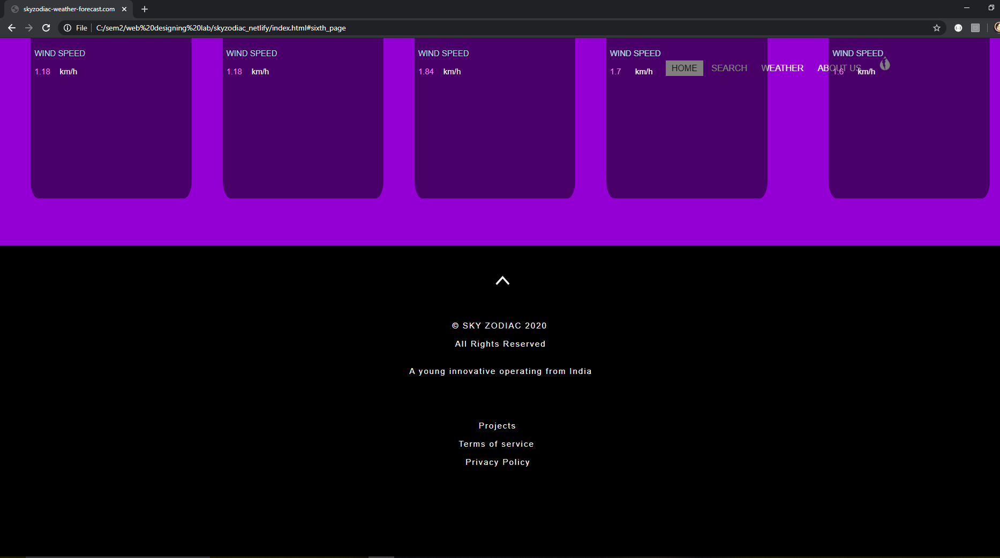 skyzodiac-weather-forecast.com
File C:/sem2/web%20designing%20lab/skyzodiac_netlify/index.html#sixth_page
WIND SPEED WIND SPEED WIND SPEED WIND SPEED WIND SPEED
HOME SEARCH WEATHER ABOUT US
1.18 km/h 1.18 km/h 1.84 km/h 1.7 km/h 1.6 km/h
© SKY ZODIAC 2020
All Rights Reserved
A young innovative operating from India
Projects
Terms of service
Privacy Policy